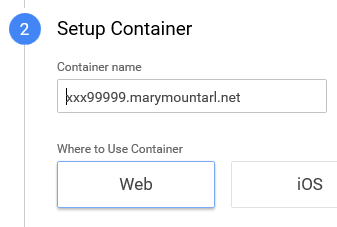 2 Setup Container
Container name
xxx99999.marymountarl.net
Where to Use Container
Web iOS